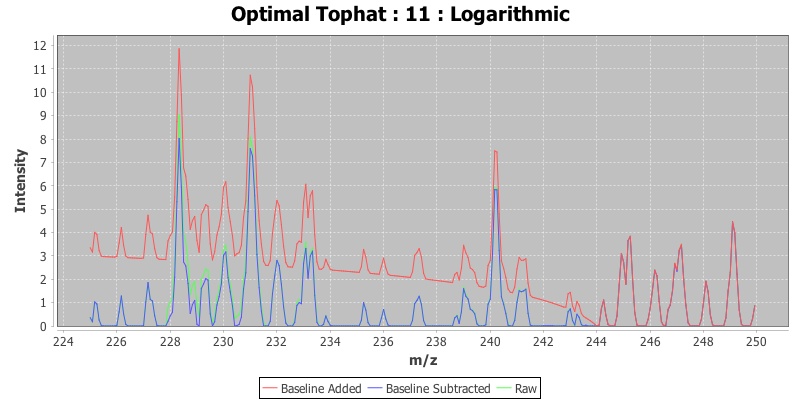 Optimal Tophat : 11 : Logarithmic
12
11
10
9
8
7
6
5
4
3
2
1
0
Intensity
224 226 228 230 232 234 236 238 240 242 244 246 248 250
m/z
Baseline Added Baseline Subtracted Raw